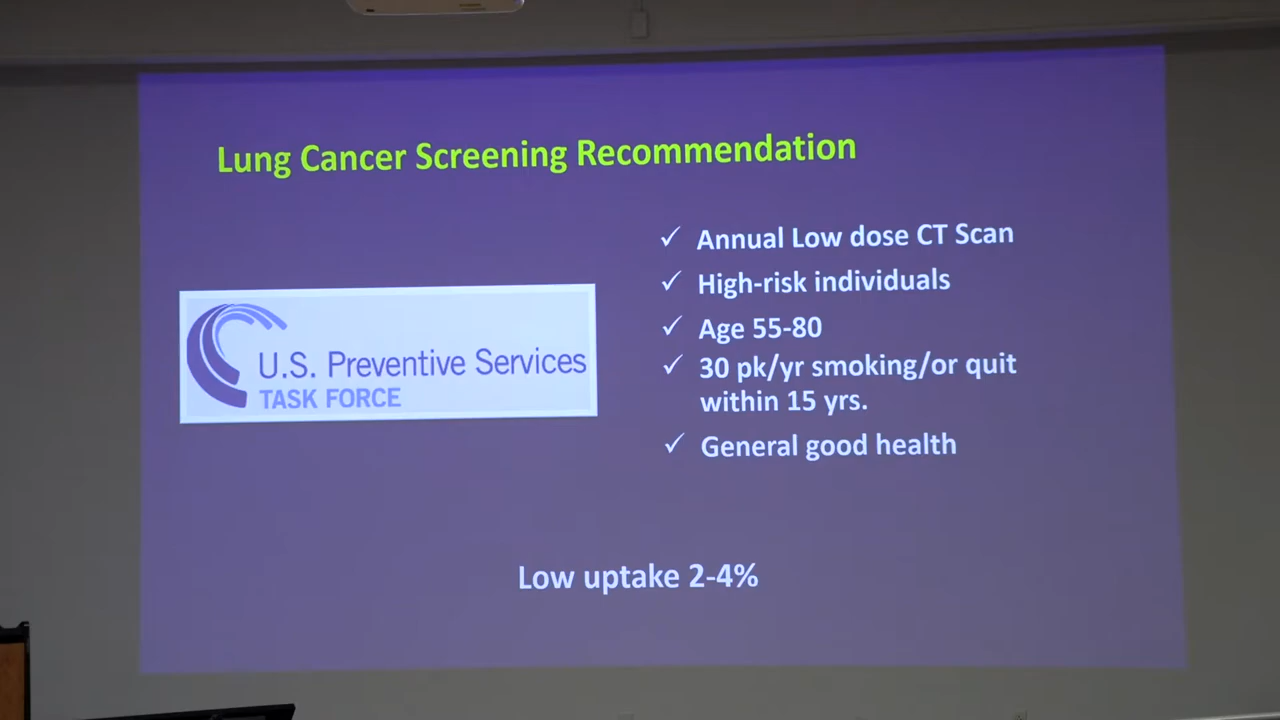 Lung Cancer Screening Recommendation
U.S. Preventive Services
TASK FORCE
✓ Annual Low dose CT Scan
✓ High-risk individuals
✓ Age 55-80
✓ 30 pk/yr smoking/or quit
within 15 yrs.
✓ General good health
Low uptake 2-4%